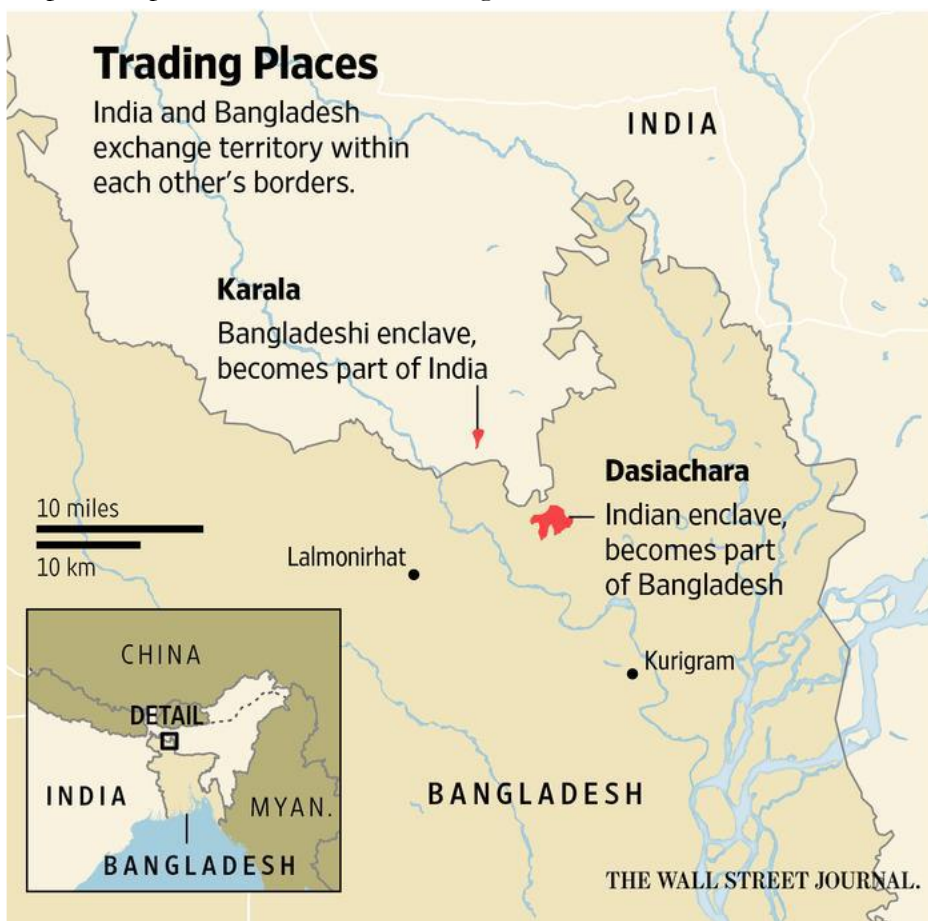 Trading Places
India and Bangladesh
exchange territory within
each other's borders.
INDIA
Karala
Bangladeshi enclave,
becomes part of India
Dasiachara
Indian enclave,
becomes part
of Bangladesh
10 miles
10 km
Lalmonirhat
Kurigram
CHINA
DETAIL
INDIA
MYAN.
BANGLADESH
BANGLADESH
THE WALL STREET JOURNAL.